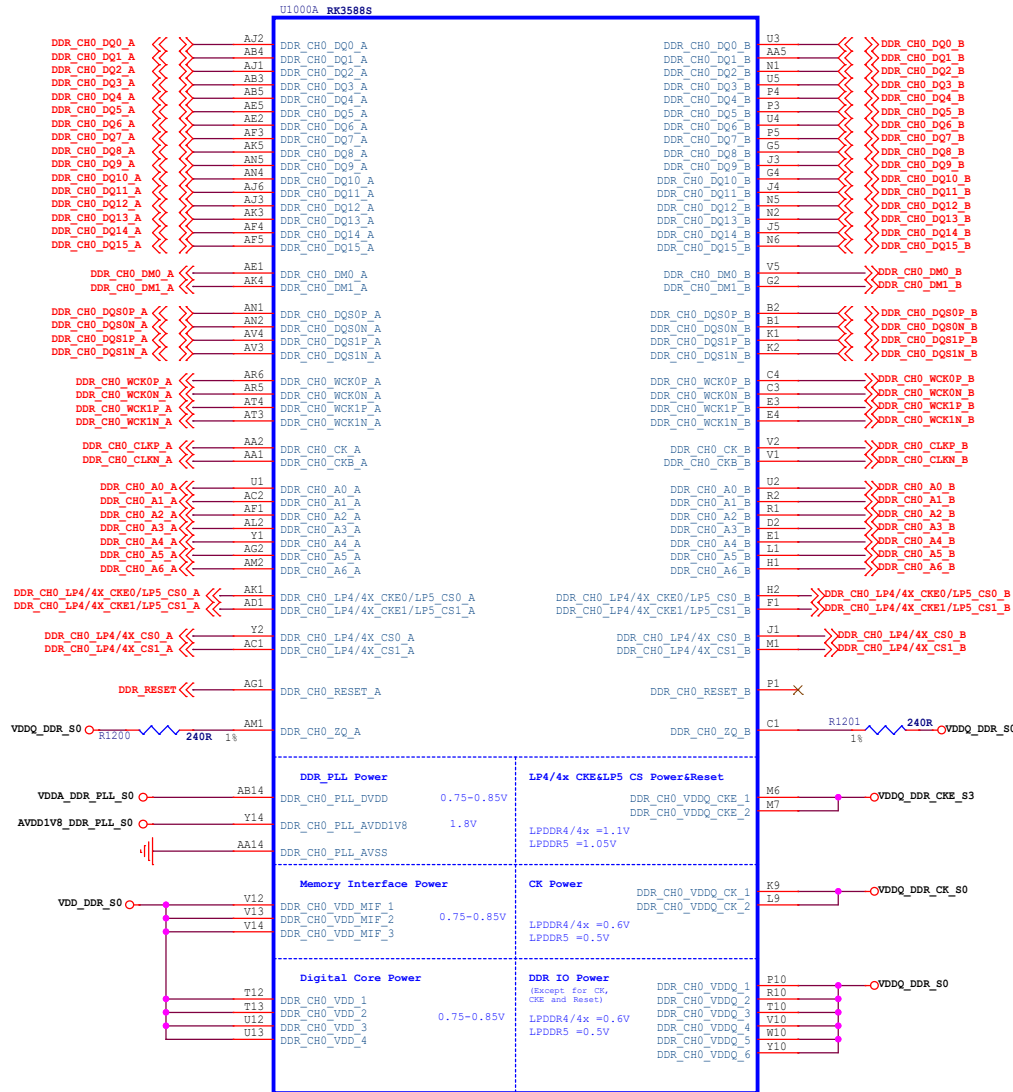 U1000A RK3588S
DDR_CH0_DQ0_A AJ2 DDR_CH0_DQ0_A DDR_CH0_DQ0_B U3 DDR_CH0_DQ0_B
DDR_CH0_DQ1_A AB4 DDR_CH0_DQ1_A DDR_CH0_DQ1_B AA5 DDR_CH0_DQ1_B
DDR_CH0_DQ2_A AJ1 DDR_CH0_DQ2_A DDR_CH0_DQ2_B N1 DDR_CH0_DQ2_B
DDR_CH0_DQ3_A AB3 DDR_CH0_DQ3_A DDR_CH0_DQ3_B U5 DDR_CH0_DQ3_B
DDR_CH0_DQ4_A AB5 DDR_CH0_DQ4_A DDR_CH0_DQ4_B P4 DDR_CH0_DQ4_B
DDR_CH0_DQ5_A AE5 DDR_CH0_DQ5_A DDR_CH0_DQ5_B P3 DDR_CH0_DQ5_B
DDR_CH0_DQ6_A AE2 DDR_CH0_DQ6_A DDR_CH0_DQ6_B U4 DDR_CH0_DQ6_B
DDR_CH0_DQ7_A AF3 DDR_CH0_DQ7_A DDR_CH0_DQ7_B P5 DDR_CH0_DQ7_B
DDR_CH0_DQ8_A AK5 DDR_CH0_DQ8_A DDR_CH0_DQ8_B G5 DDR_CH0_DQ8_B
DDR_CH0_DQ9_A AN5 DDR_CH0_DQ9_A DDR_CH0_DQ9_B J3 DDR_CH0_DQ9_B
DDR_CH0_DQ10_A AN4 DDR_CH0_DQ10_A DDR_CH0_DQ10_B G4 DDR_CH0_DQ10_B
DDR_CH0_DQ11_A AJ6 DDR_CH0_DQ11_A DDR_CH0_DQ11_B J4 DDR_CH0_DQ11_B
DDR_CH0_DQ12_A AJ3 DDR_CH0_DQ12_A DDR_CH0_DQ12_B N5 DDR_CH0_DQ12_B
DDR_CH0_DQ13_A AK3 DDR_CH0_DQ13_A DDR_CH0_DQ13_B N2 DDR_CH0_DQ13_B
DDR_CH0_DQ14_A AF4 DDR_CH0_DQ14_A DDR_CH0_DQ14_B J5 DDR_CH0_DQ14_B
DDR_CH0_DQ15_A AF5 DDR_CH0_DQ15_A DDR_CH0_DQ15_B N6 DDR_CH0_DQ15_B
DDR_CH0_DM0_A AE1 DDR_CH0_DM0_A DDR_CH0_DM0_B V5 DDR_CH0_DM0_B
DDR_CH0_DM1_A AK4 DDR_CH0_DM1_A DDR_CH0_DM1_B G2 DDR_CH0_DM1_B
DDR_CH0_DQS0P_A AN1 DDR_CH0_DQS0P_A DDR_CH0_DQS0P_B B2 DDR_CH0_DQS0P_B
DDR_CH0_DQS0N_A AN2 DDR_CH0_DQS0N_A DDR_CH0_DQS0N_B B1 DDR_CH0_DQS0N_B
DDR_CH0_DQS1P_A AV4 DDR_CH0_DQS1P_A DDR_CH0_DQS1P_B K1 DDR_CH0_DQS1P_B
DDR_CH0_DQS1N_A AV3 DDR_CH0_DQS1N_A DDR_CH0_DQS1N_B K2 DDR_CH0_DQS1N_B
DDR_CH0_WCK0P_A AR6 DDR_CH0_WCK0P_A DDR_CH0_WCK0P_B C4 DDR_CH0_WCK0P_B
DDR_CH0_WCK0N_A AR5 DDR_CH0_WCK0N_A DDR_CH0_WCK0N_B C3 DDR_CH0_WCK0N_B
DDR_CH0_WCK1P_A AT4 DDR_CH0_WCK1P_A DDR_CH0_WCK1P_B E3 DDR_CH0_WCK1P_B
DDR_CH0_WCK1N_A AT3 DDR_CH0_WCK1N_A DDR_CH0_WCK1N_B E4 DDR_CH0_WCK1N_B
DDR_CH0_CLKP_A AA2 DDR_CH0_CK_A DDR_CH0_CK_B V2 DDR_CH0_CLKP_B
DDR_CH0_CLKN_A AA1 DDR_CH0_CKB_A DDR_CH0_CKB_B V1 DDR_CH0_CLKN_B
DDR_CH0_A0_A U1 DDR_CH0_A0_A DDR_CH0_A0_B U2 DDR_CH0_A0_B
DDR_CH0_A1_A AC2 DDR_CH0_A1_A DDR_CH0_A1_B R2 DDR_CH0_A1_B
DDR_CH0_A2_A AF1 DDR_CH0_A2_A DDR_CH0_A2_B R1 DDR_CH0_A2_B
DDR_CH0_A3_A AL2 DDR_CH0_A3_A DDR_CH0_A3_B D2 DDR_CH0_A3_B
DDR_CH0_A4_A Y1 DDR_CH0_A4_A DDR_CH0_A4_B E1 DDR_CH0_A4_B
DDR_CH0_A5_A AG2 DDR_CH0_A5_A DDR_CH0_A5_B L1 DDR_CH0_A5_B
DDR_CH0_A6_A AM2 DDR_CH0_A6_A DDR_CH0_A6_B H1 DDR_CH0_A6_B
DDR_CH0_LP4/4X_CKE0/LP5_CS0_A AK1 DDR_CH0_LP4/4X_CKE0/LP5_CS0_A DDR_CH0_LP4/4X_CKE0/LP5_CS0_B H2 DDR_CH0_LP4/4X_CKE0/LP5_CS0_B
DDR_CH0_LP4/4X_CKE1/LP5_CS1_A AD1 DDR_CH0_LP4/4X_CKE1/LP5_CS1_A DDR_CH0_LP4/4X_CKE1/LP5_CS1_B F1 DDR_CH0_LP4/4X_CKE1/LP5_CS1_B
DDR_CH0_LP4/4X_CS0_A Y2 DDR_CH0_LP4/4X_CS0_A DDR_CH0_LP4/4X_CS0_B J1 DDR_CH0_LP4/4X_CS0_B
DDR_CH0_LP4/4X_CS1_A AC1 DDR_CH0_LP4/4X_CS1_A DDR_CH0_LP4/4X_CS1_B M1 DDR_CH0_LP4/4X_CS1_B
DDR_RESET AG1 DDR_CH0_RESET_A DDR_CH0_RESET_B P1
VDDQ_DDR_S0 R1200 240R 1% AM1 DDR_CH0_ZQ_A DDR_CH0_ZQ_B C1 R1201 1% 240R VDDQ_DDR_S0
DDR_PLL Power LP4/4x CKE&LP5 CS Power&Reset
VDDA_DDR_PLL_S0 AB14 DDR_CH0_PLL_DVDD 0.75-0.85V DDR_CH0_VDDQ_CKE_1 M6 VDDQ_DDR_CKE_S3
DDR_CH0_VDDQ_CKE_2 M7
AVDD1V8_DDR_PLL_S0 Y14 DDR_CH0_PLL_AVDD1V8 1.8V LPDDR4/4x =1.1V
LPDDR5 =1.05V
AA14 DDR_CH0_PLL_AVSS
Memory Interface Power CK Power
DDR_CH0_VDDQ_CK_1 K9 VDDQ_DDR_CK_S0
VDD_DDR_S0 V12 DDR_CH0_VDD_MIF_1 DDR_CH0_VDDQ_CK_2 L9
V13 DDR_CH0_VDD_MIF_2 0.75-0.85V LPDDR4/4x =0.6V
V14 DDR_CH0_VDD_MIF_3 LPDDR5 =0.5V
Digital Core Power DDR IO Power
(Except for CK, DDR_CH0_VDDQ_1 P10 VDDQ_DDR_S0
CKE and Reset) DDR_CH0_VDDQ_2 R10
T12 DDR_CH0_VDD_1 DDR_CH0_VDDQ_3 T10
T13 DDR_CH0_VDD_2 0.75-0.85V LPDDR4/4x =0.6V DDR_CH0_VDDQ_4 V10
U12 DDR_CH0_VDD_3 LPDDR5 =0.5V DDR_CH0_VDDQ_5 W10
U13 DDR_CH0_VDD_4 DDR_CH0_VDDQ_6 Y10